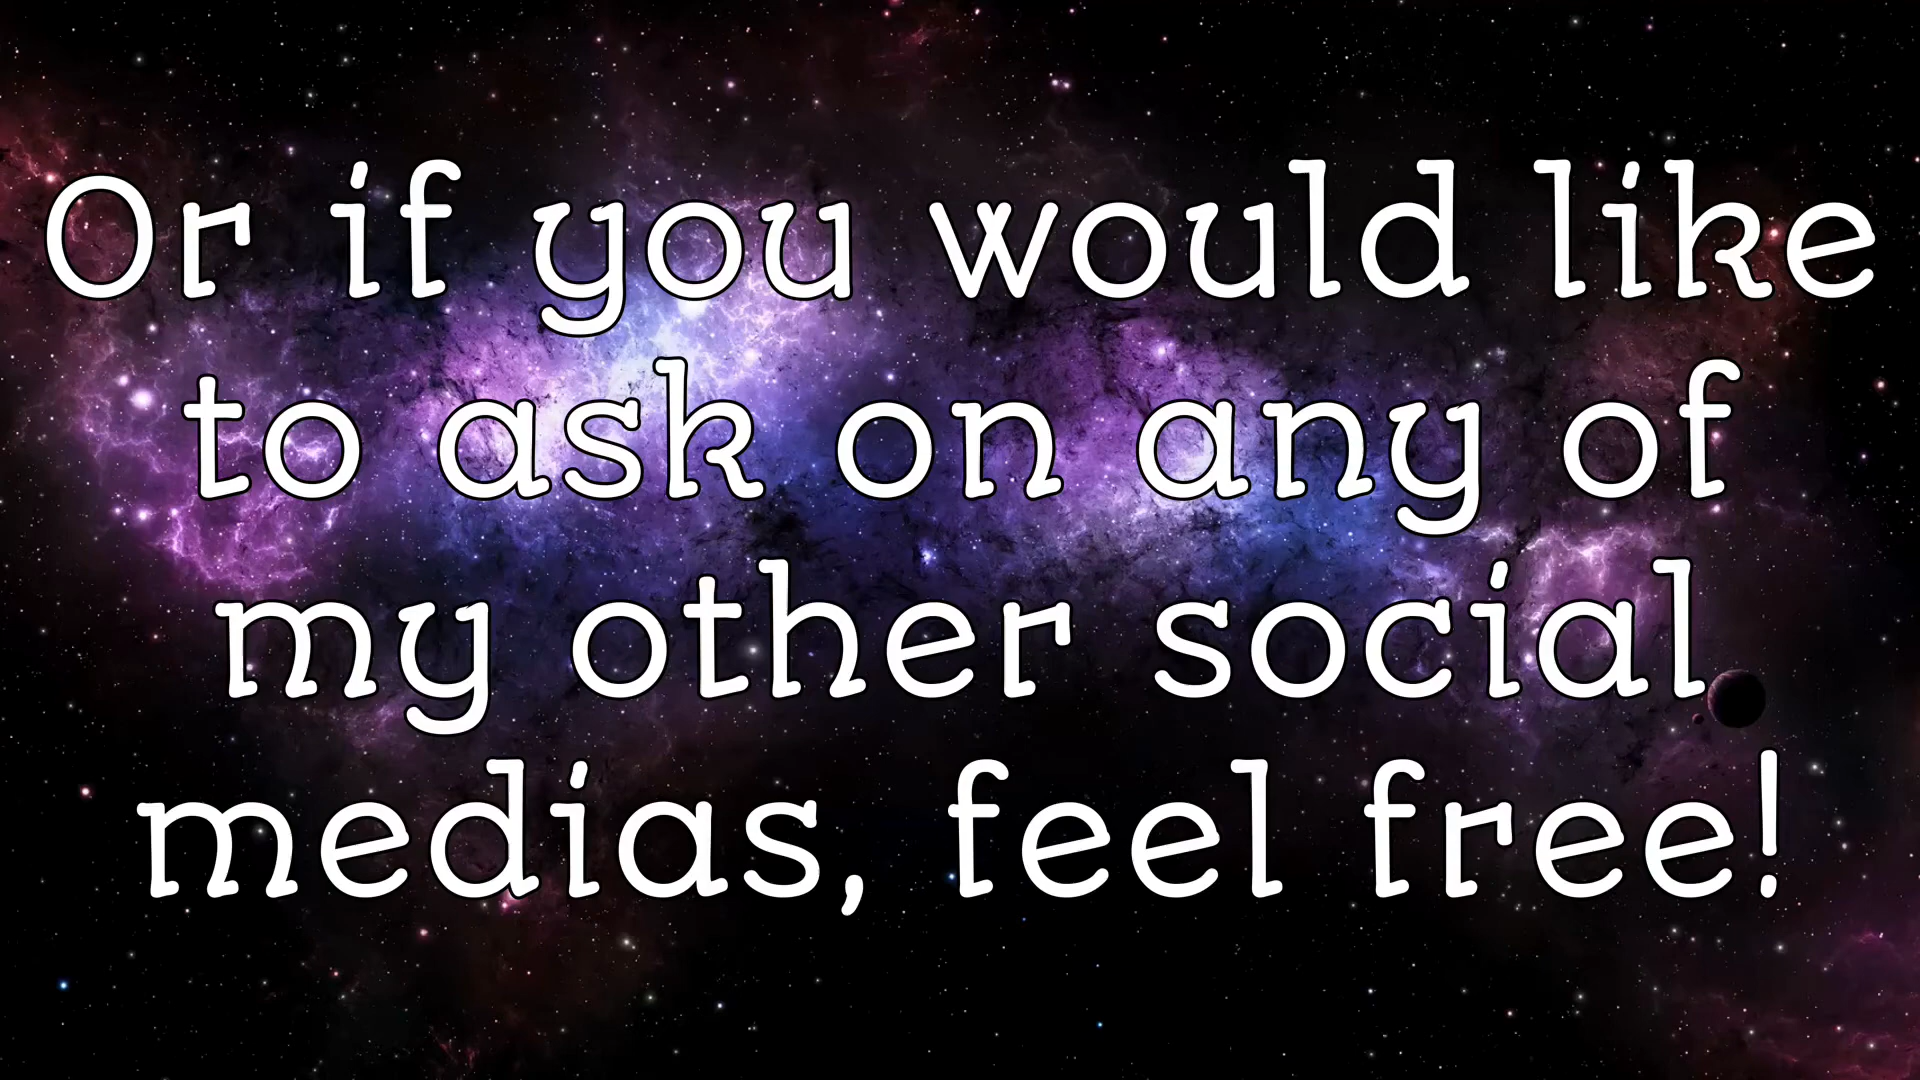 Or if you would like
to ask on any of
my other social
medias, feel free!